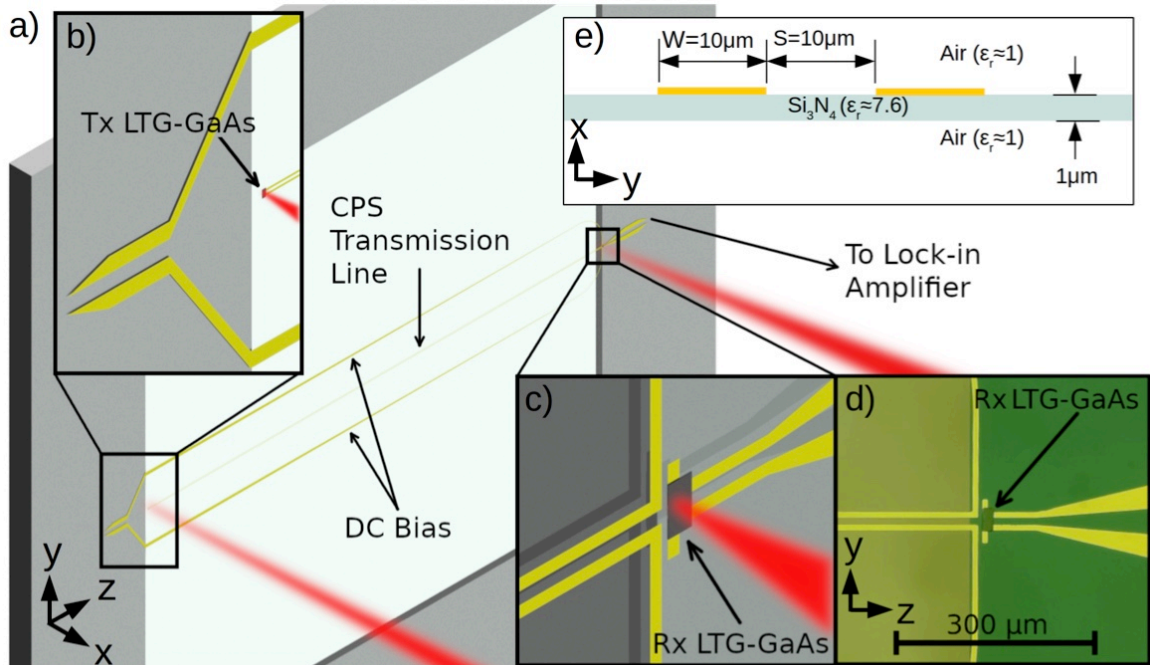 a)
b)
Tx LTG-GaAs
CPS
Transmission
Line
DC Bias
y
z
x
e)
W=10μm
S=10μm
Air (εr≈1)
Si3N4(εr≈7.6)
Air (εr≈1)
1μm
x
y
To Lock-in
Amplifier
c)
Rx LTG-GaAs
d)
Rx LTG-GaAs
y
z
300 μm